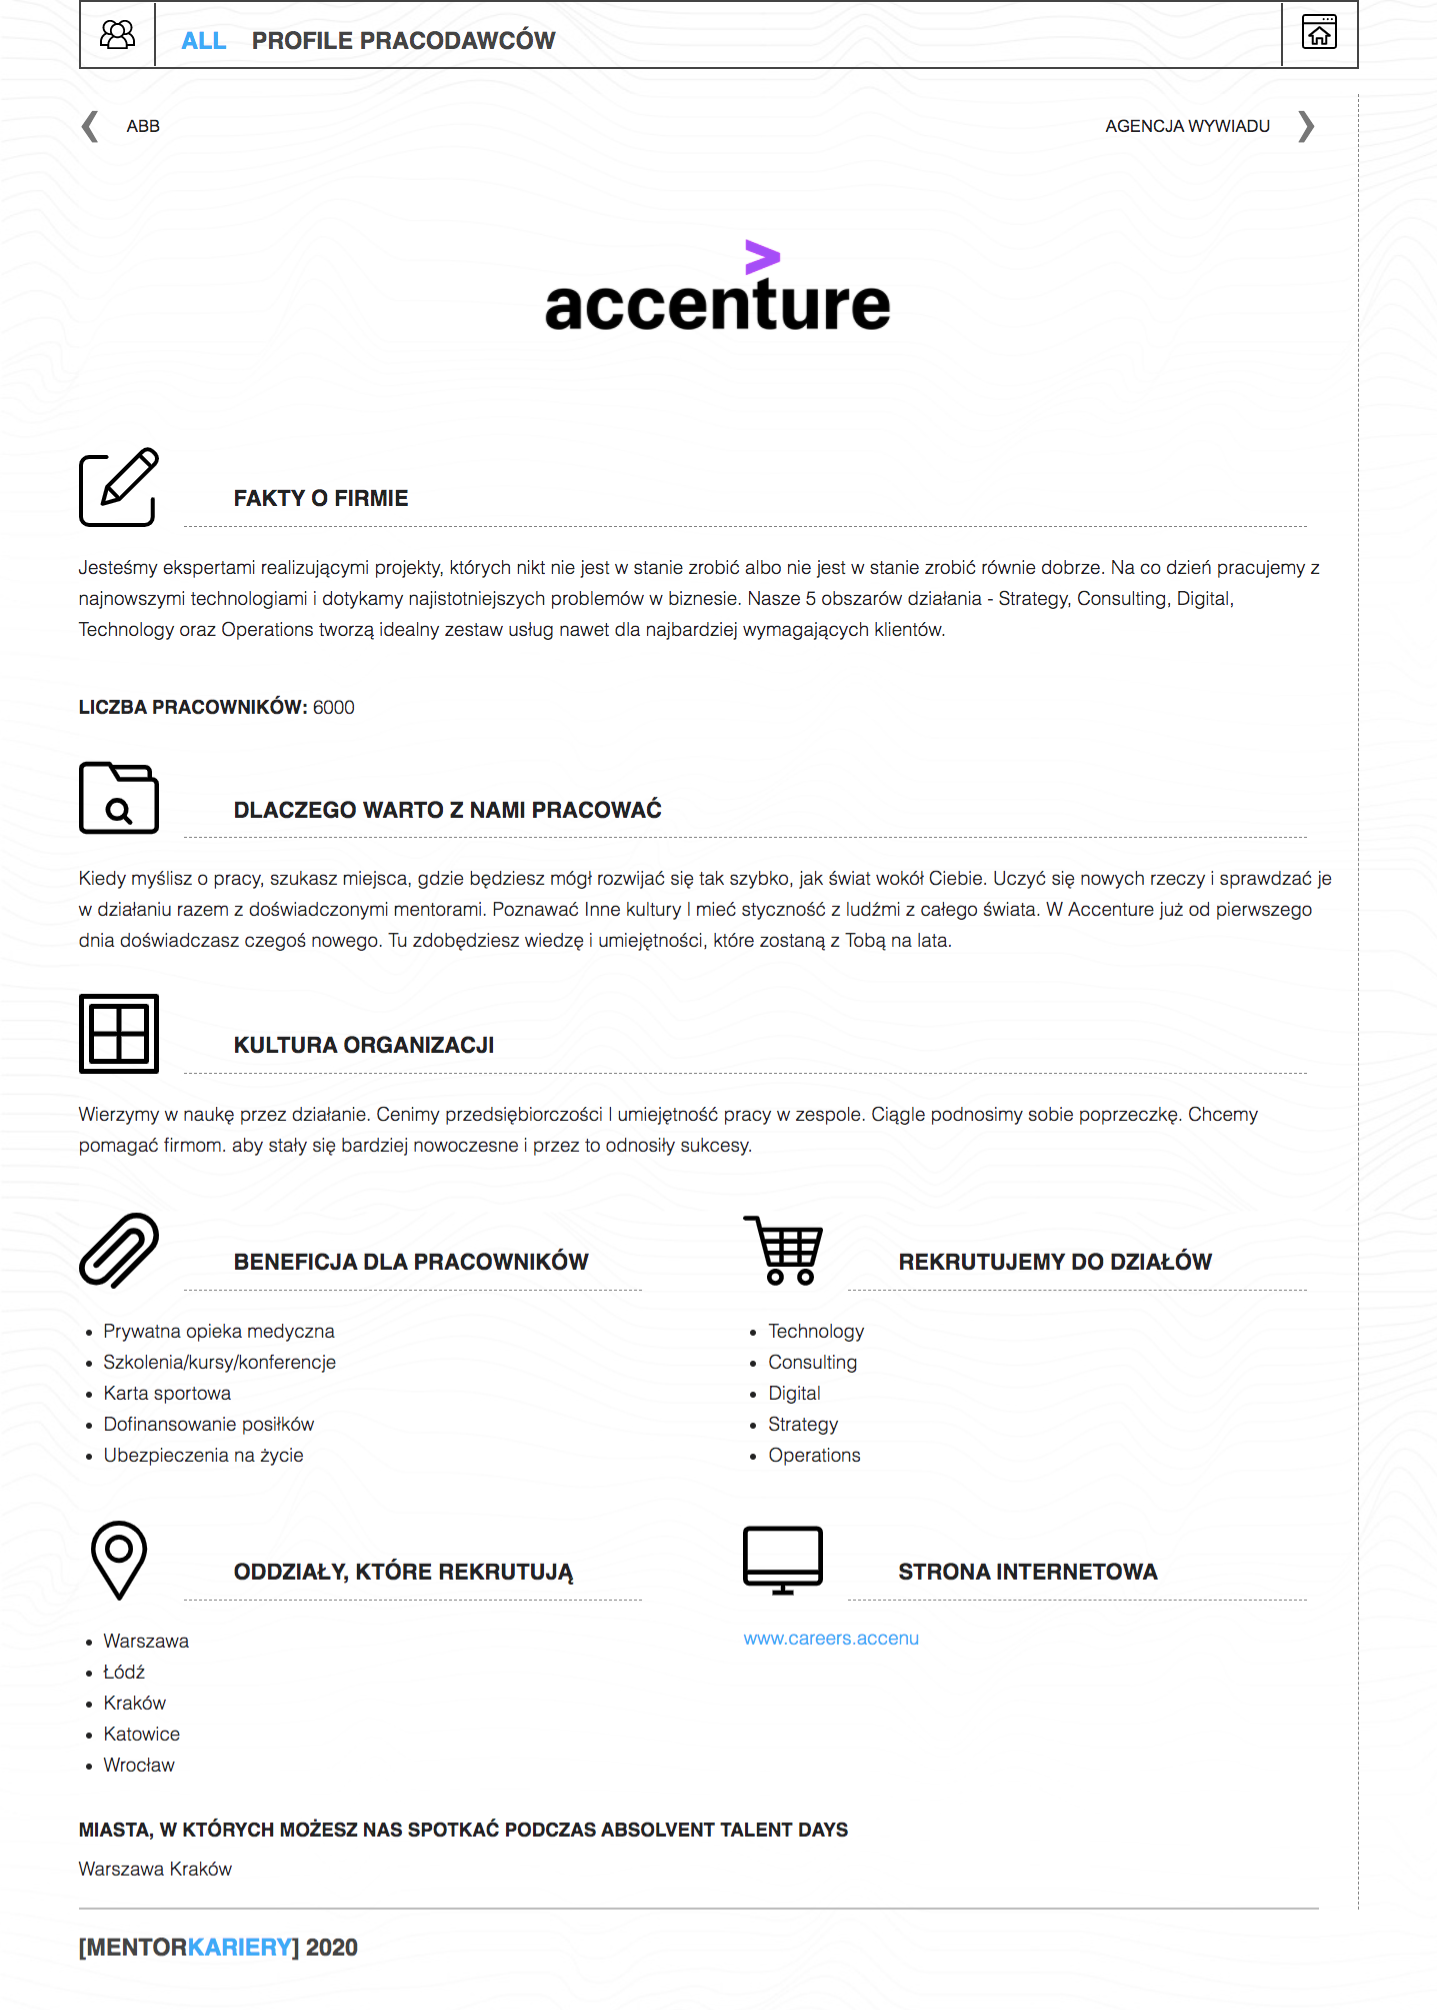 ALL PROFILE PRACODAWCÓW
ABB
AGENCJA WYWIADU
accenture
FAKTY O FIRMIE
Jesteśmy ekspertami realizującymi projekty, których nikt nie jest w stanie zrobić albo nie jest w stanie zrobić równie dobrze. Na co dzień pracujemy z
najnowszymi technologiami i dotykamy najistotniejszych problemów w biznesie. Nasze 5 obszarów działania - Strategy, Consulting, Digital,
Technology oraz Operations tworzą idealny zestaw usług nawet dla najbardziej wymagających klientów.
LICZBA PRACOWNIKÓW: 6000
DLACZEGO WARTO Z NAMI PRACOWAĆ
Kiedy myślisz o pracy, szukasz miejsca, gdzie będziesz mógł rozwijać się tak szybko, jak świat wokół Ciebie. Uczyć się nowych rzeczy i sprawdzać je
w działaniu razem z doświadczonymi mentorami. Poznawać Inne kultury I mieć styczność z ludźmi z całego świata. W Accenture już od pierwszego
dnia doświadczasz czegoś nowego. Tu zdobędziesz wiedzę i umiejętności, które zostaną z Tobą na lata.
KULTURA ORGANIZACJI
Wierzymy w naukę przez działanie. Cenimy przedsiębiorczości I umiejętność pracy w zespole. Ciągle podnosimy sobie poprzeczkę. Chcemy
pomagać firmom. aby stały się bardziej nowoczesne i przez to odnosiły sukcesy.
BENEFICJA DLA PRACOWNIKÓW
• Prywatna opieka medyczna
• Szkolenia/kursy/konferencje
• Karta sportowa
• Dofinansowanie posiłków
• Ubezpieczenia na życie
REKRUTUJEMY DO DZIAŁÓW
• Technology
• Consulting
• Digital
• Strategy
• Operations
ODDZIAŁY, KTÓRE REKRUTUJĄ
• Warszawa
• Łódź
• Kraków
• Katowice
• Wrocław
STRONA INTERNETOWA
www.careers.accenu
MIASTA, W KTÓRYCH MOŻESZ NAS SPOTKAĆ PODCZAS ABSOLVENT TALENT DAYS
Warszawa Kraków
[MENTORKARIERY] 2020